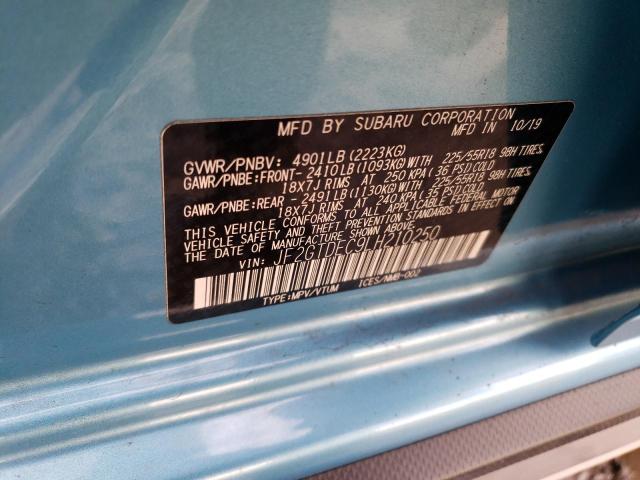 MFD BY SUBARU CORPORATION
MFD IN 10/19
GVWR/PNBV: 4901LB (2223KG)
GAWR/PNBE:FRONT- 2410LB (1093KG) WITH 225/55R18 98H TIRES,
18X7J RIMS AT 250 KPA (36 PSI) COLD
GAWR/PNBE:REAR - 2491LB (1130KG) WITH 225/55R18 98H TIRES,
18X7J RIMS AT 240 KPA (35 PSI) COLD
THIS VEHICLE CONFORMS TO ALL APPLICABLE FEDERAL MOTOR
VEHICLE SAFETY AND THEFT PREVENTION STANDARDS IN EFFECT ON
THE DATE OF MANUFACTURE SHOWN ABOVE.
VIN: JF2GTDEC9LH210250
TYPE:MPV/VTUM ICES/NMB-002